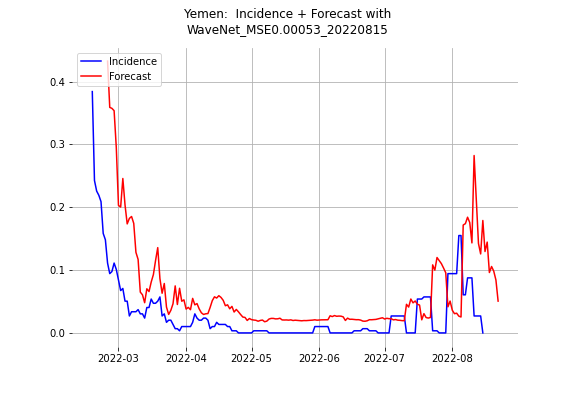 Yemen:  Incidence + Forecast with
WaveNet_MSE0.00053_20220815
Incidence
Forecast
0.4
0.3
0.2
0.1
0.0
2022-03 2022-04 2022-05 2022-06 2022-07 2022-08